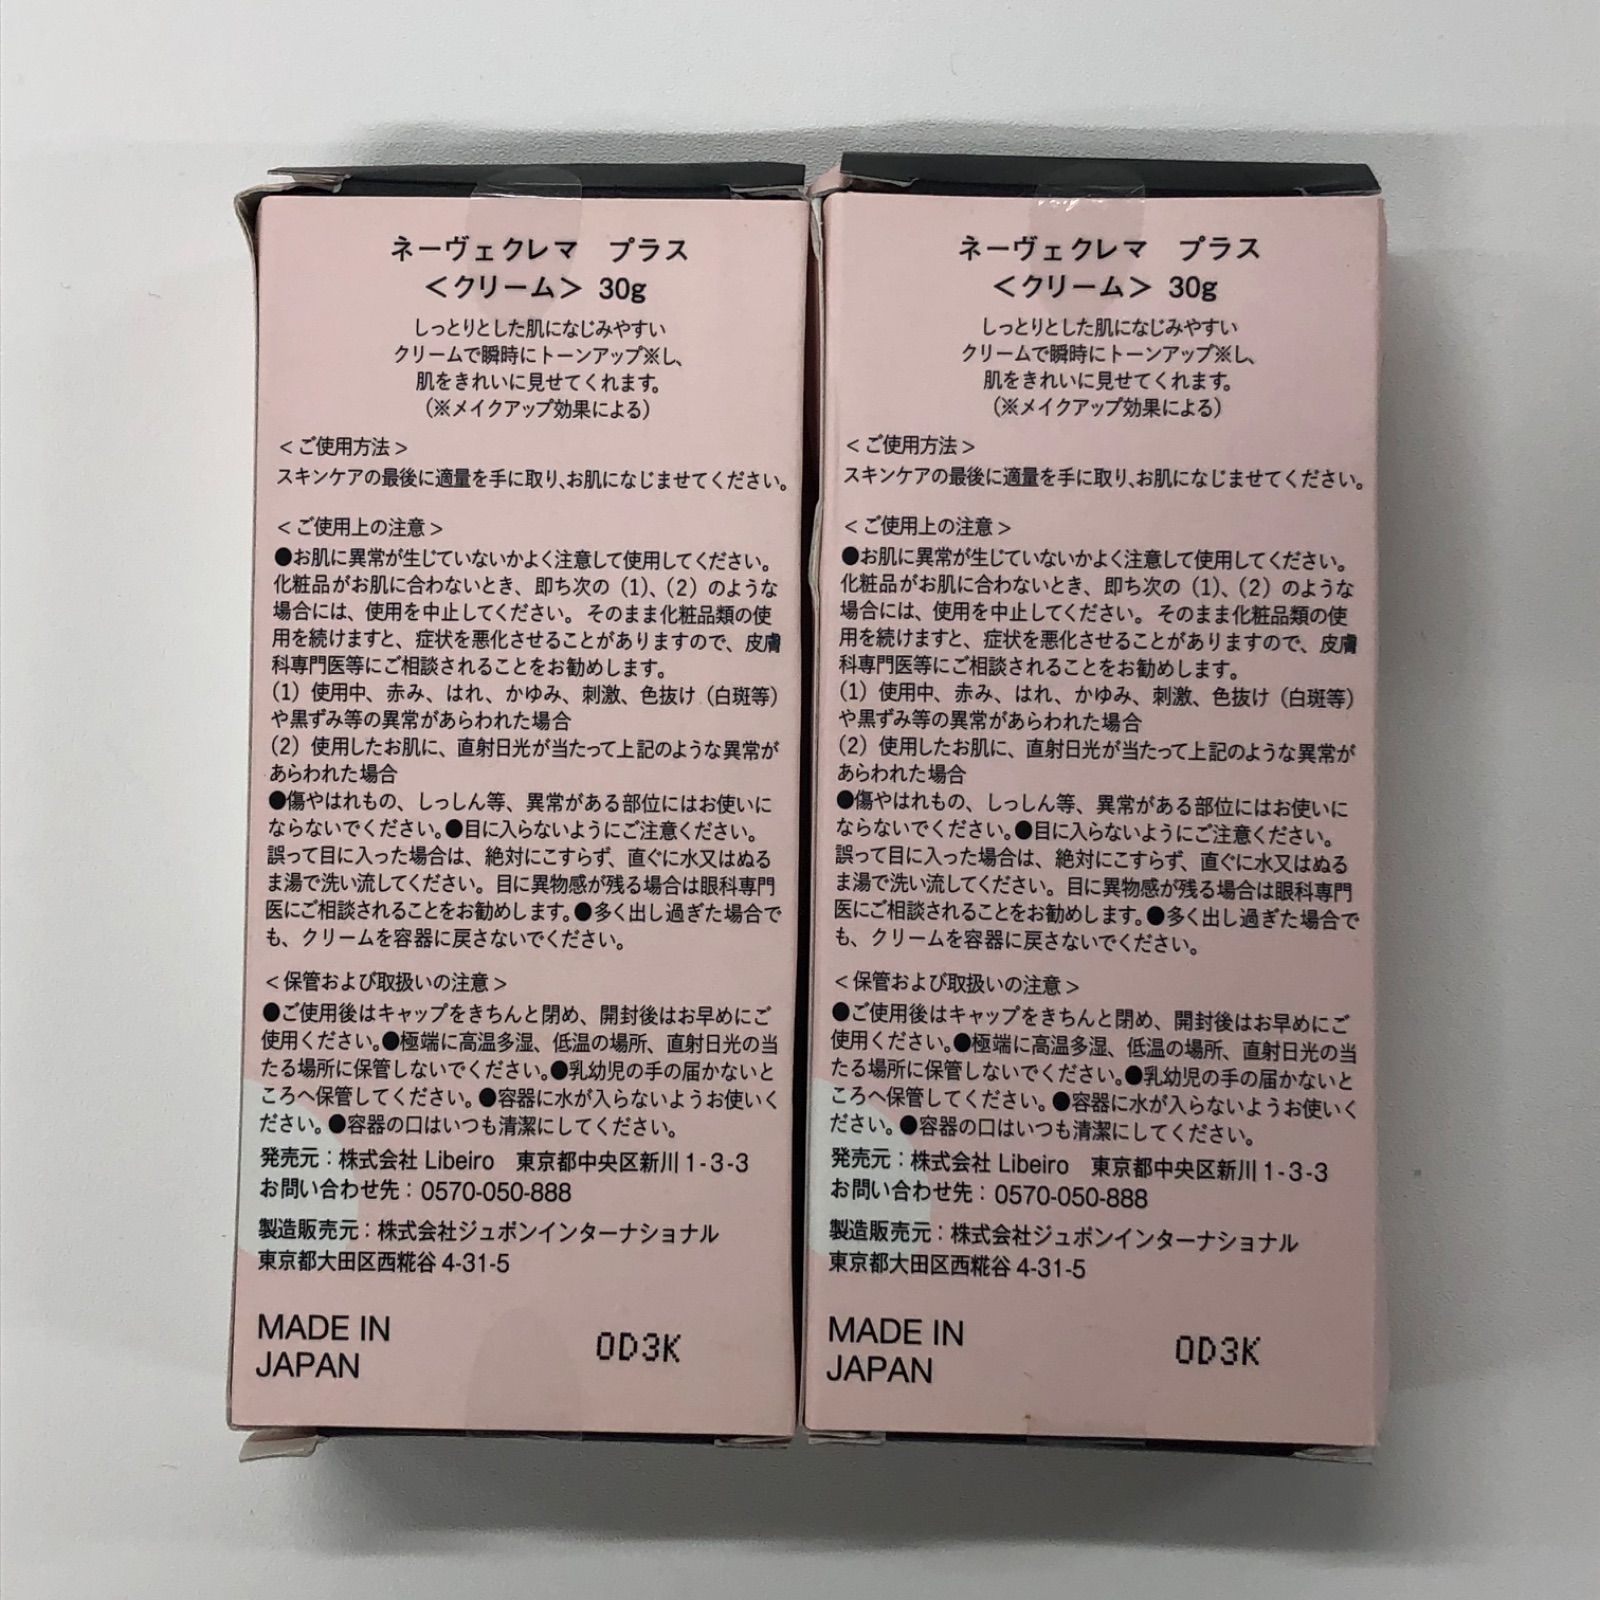 ネーヴェクレマ　プラス
＜クリーム＞ 30g
しっとりとした肌になじみやすい
クリームで瞬時にトーンアップ※し、
肌をきれいに見せてくれます。
（※メイクアップ効果による）
＜ご使用方法＞
スキンケアの最後に適量を手に取り、お肌になじませてください。
＜ご使用上の注意＞
●お肌に異常が生じていないかよく注意して使用してください。
化粧品がお肌に合わないとき、即ち次の（1）、（2）のような
場合には、使用を中止してください。そのまま化粧品類の使
用を続けますと、症状を悪化させることがありますので、皮膚
科専門医等にご相談されることをお勧めします。
（1）使用中、赤み、はれ、かゆみ、刺激、色抜け（白斑等）
や黒ずみ等の異常があらわれた場合
（2）使用したお肌に、直射日光が当たって上記のような異常が
あらわれた場合
●傷やはれもの、しっしん等、異常がある部位にはお使いに
ならないでください。●目に入らないようにご注意ください。
誤って目に入った場合は、絶対にこすらず、直ぐに水又はぬる
ま湯で洗い流してください。目に異物感が残る場合は眼科専門
医にご相談されることをお勧めします。●多く出し過ぎた場合で
も、クリームを容器に戻さないでください。
＜保管および取扱いの注意＞
●ご使用後はキャップをきちんと閉め、開封後はお早めにご
使用ください。●極端に高温多湿、低温の場所、直射日光の当
たる場所に保管しないでください。●乳幼児の手の届かないと
ころへ保管してください。●容器に水が入らないようお使いく
ださい。●容器の口はいつも清潔にしてください。
発売元：株式会社 Libeiro　東京都中央区新川 1-3-3
お問い合わせ先：0570-050-888
製造販売元：株式会社ジュポンインターナショナル
東京都大田区西糀谷 4-31-5
MADE IN
JAPAN
0D3K
ネーヴェクレマ　プラス
＜クリーム＞ 30g
しっとりとした肌になじみやすい
クリームで瞬時にトーンアップ※し、
肌をきれいに見せてくれます。
（※メイクアップ効果による）
＜ご使用方法＞
スキンケアの最後に適量を手に取り、お肌になじませてください。
＜ご使用上の注意＞
●お肌に異常が生じていないかよく注意して使用してください。
化粧品がお肌に合わないとき、即ち次の（1）、（2）のような
場合には、使用を中止してください。そのまま化粧品類の使
用を続けますと、症状を悪化させることがありますので、皮膚
科専門医等にご相談されることをお勧めします。
（1）使用中、赤み、はれ、かゆみ、刺激、色抜け（白斑等）
や黒ずみ等の異常があらわれた場合
（2）使用したお肌に、直射日光が当たって上記のような異常が
あらわれた場合
●傷やはれもの、しっしん等、異常がある部位にはお使いに
ならないでください。●目に入らないようにご注意ください。
誤って目に入った場合は、絶対にこすらず、直ぐに水又はぬる
ま湯で洗い流してください。目に異物感が残る場合は眼科専門
医にご相談されることをお勧めします。●多く出し過ぎた場合で
も、クリームを容器に戻さないでください。
＜保管および取扱いの注意＞
●ご使用後はキャップをきちんと閉め、開封後はお早めにご
使用ください。●極端に高温多湿、低温の場所、直射日光の当
たる場所に保管しないでください。●乳幼児の手の届かないと
ころへ保管してください。●容器に水が入らないようお使いく
ださい。●容器の口はいつも清潔にしてください。
発売元：株式会社 Libeiro　東京都中央区新川 1-3-3
お問い合わせ先：0570-050-888
製造販売元：株式会社ジュポンインターナショナル
東京都大田区西糀谷 4-31-5
MADE IN
JAPAN
0D3K